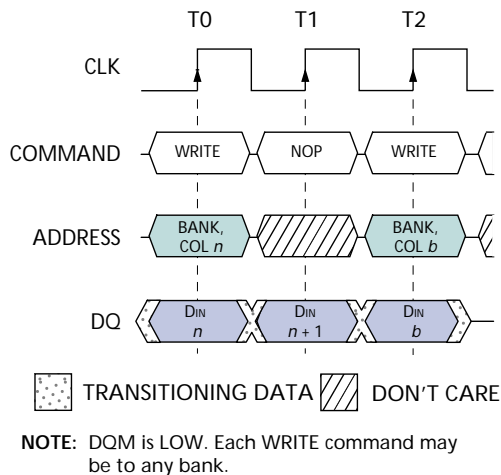 T0 T1 T2
CLK
COMMAND WRITE NOP WRITE
ADDRESS BANK, COL n BANK, COL b
DQ DIN n DIN n + 1 DIN b
TRANSITIONING DATA DON'T CARE
NOTE: DQM is LOW. Each WRITE command may
be to any bank.